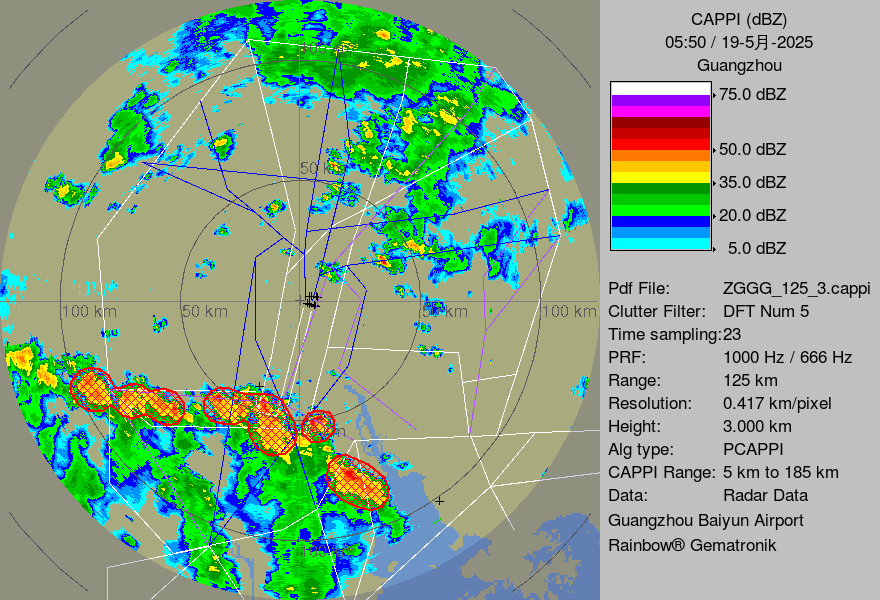 CAPPI (dBZ)
05:50 / 19-5月-2025
Guangzhou
75.0 dBZ
50.0 dBZ
35.0 dBZ
20.0 dBZ
5.0 dBZ
Pdf File: ZGGG_125_3.cappi
Clutter Filter: DFT Num 5
Time sampling:23
PRF: 1000 Hz / 666 Hz
Range: 125 km
Resolution: 0.417 km/pixel
Height: 3.000 km
Alg type: PCAPPI
CAPPI Range: 5 km to 185 km
Data: Radar Data
Guangzhou Baiyun Airport
Rainbow® Gematronik
50 km
100 km
50 km
50 km
100 km